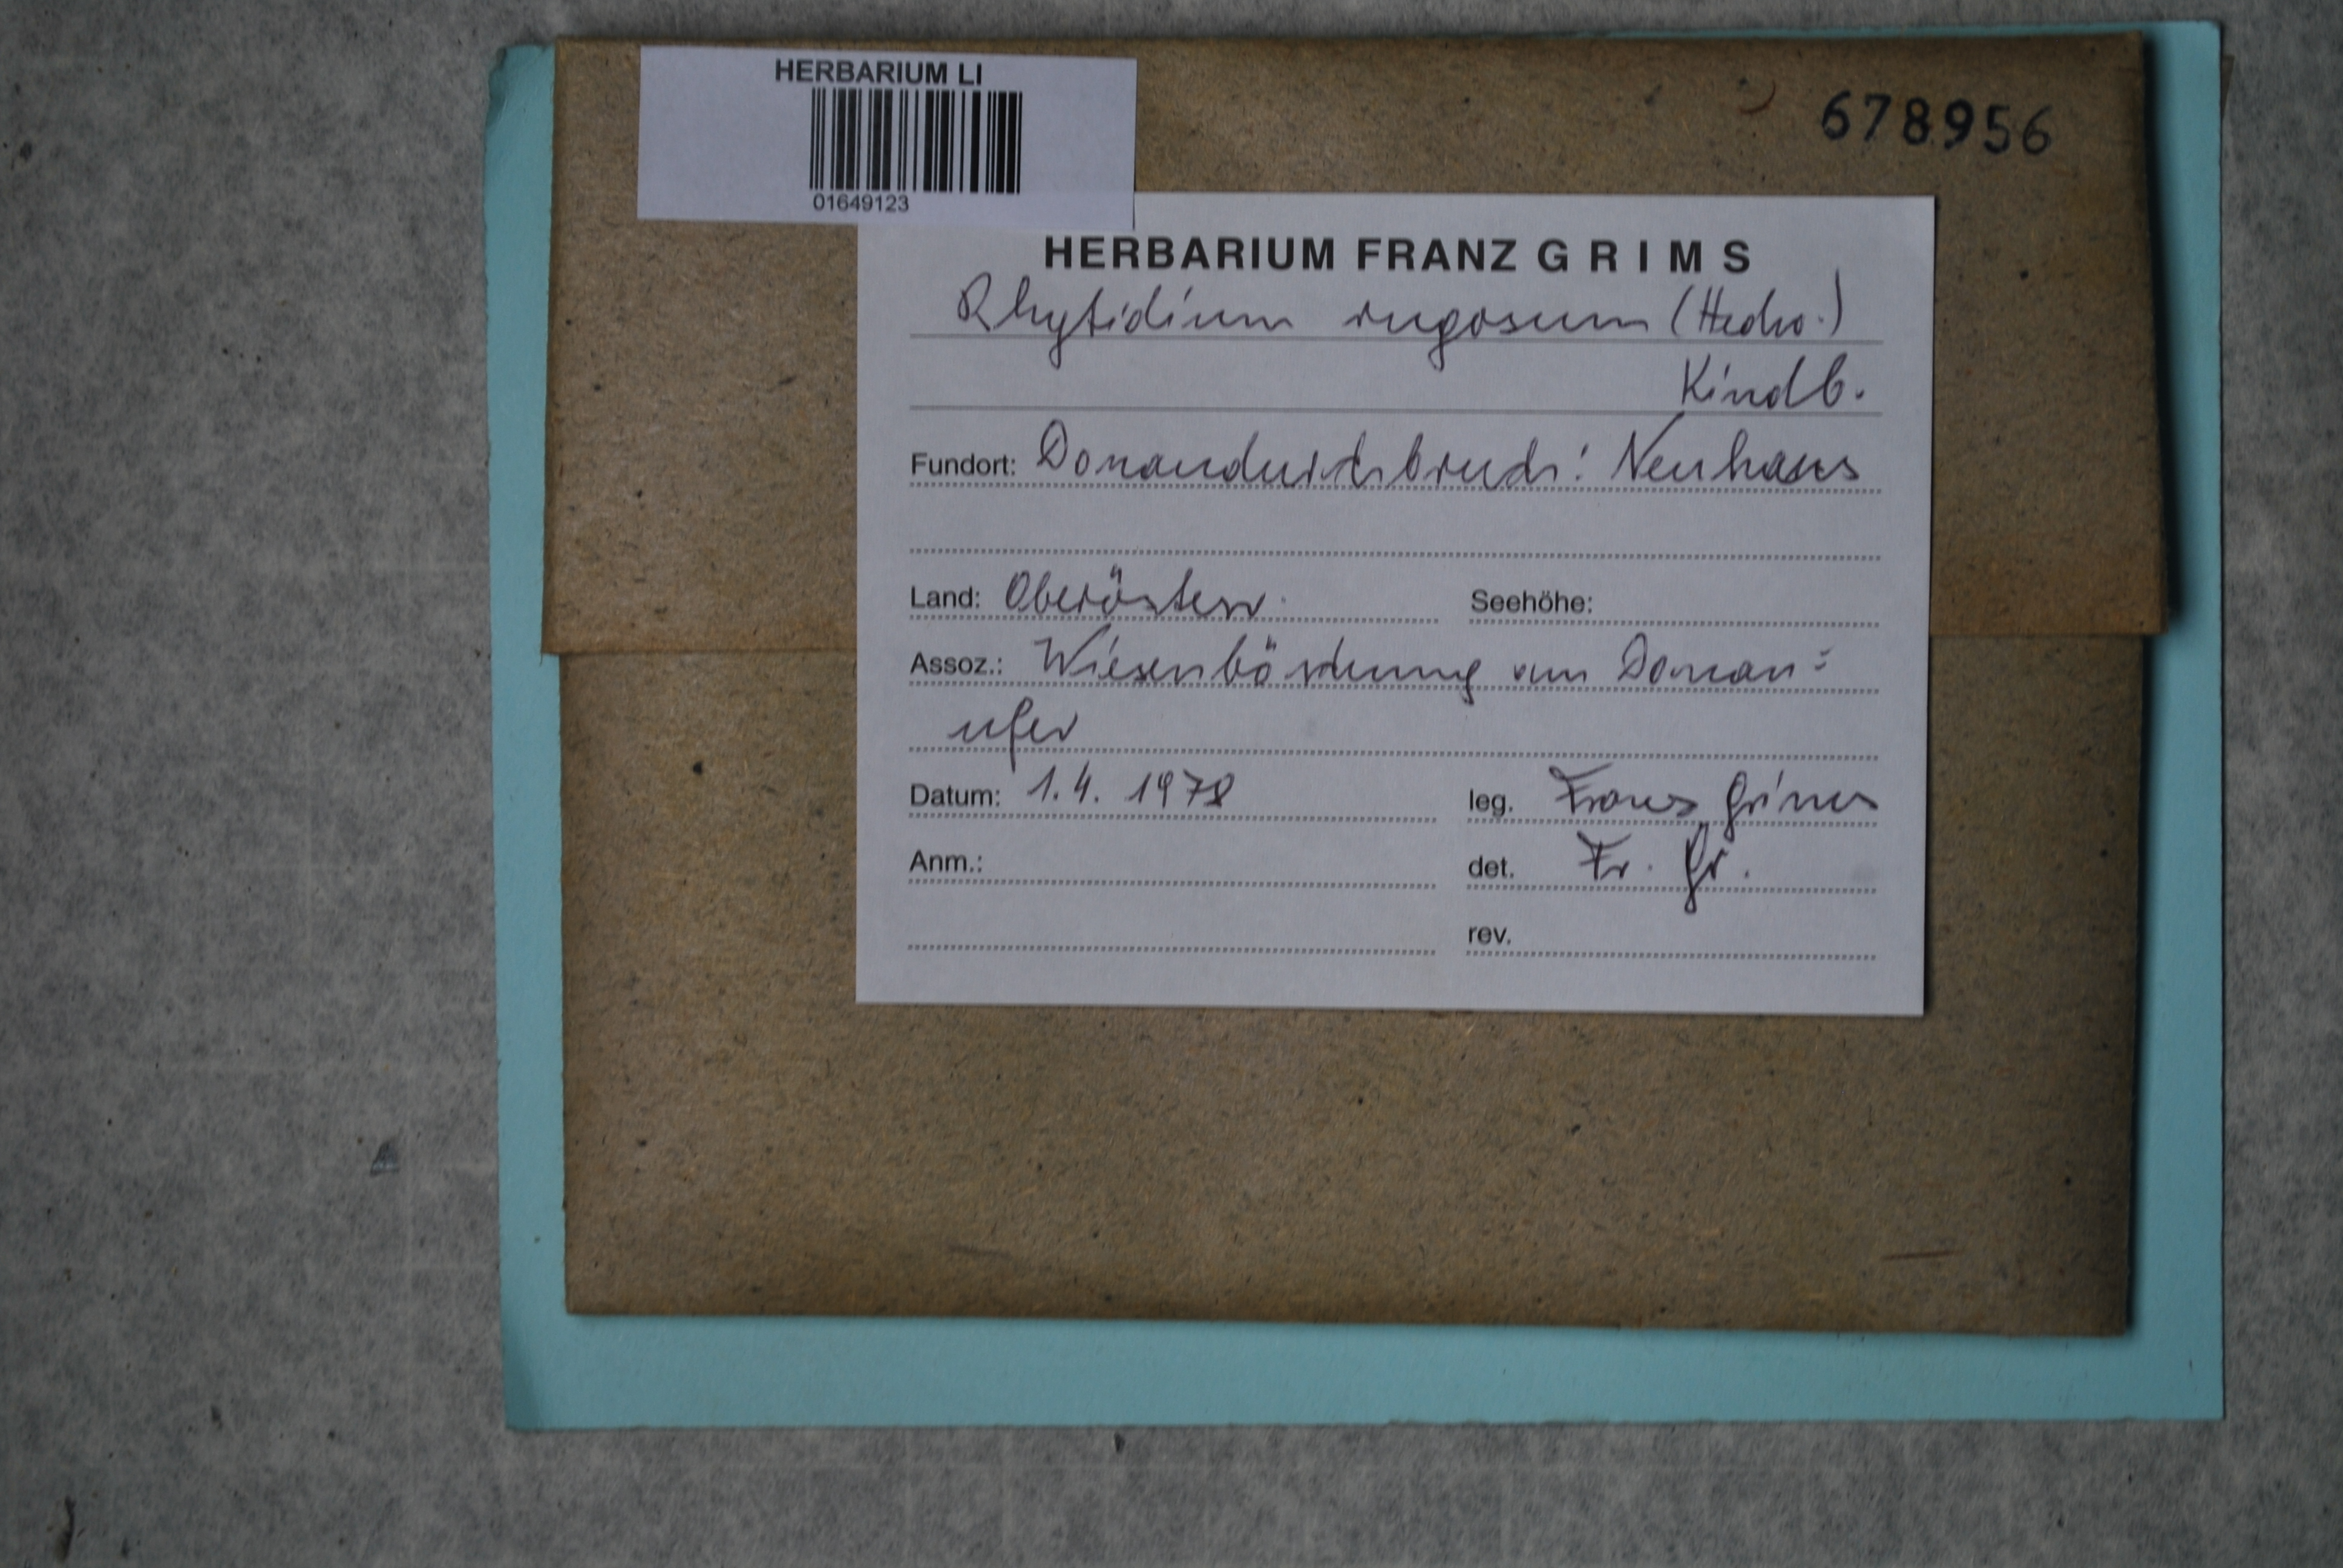 HERBARIUM LI
01649123
678956
HERBARIUM FRANZ GRIMS
Rhytidium rugosum (Hedw.)
Kindb.
Fundort: Donaudurchbruch: Neuhaus
Land: Oberösterr. Seehöhe:
Assoz.: Wiesenböschung am Donau=
ufer
Datum: 1.4. 1978 leg. Franz Grims
Anm.: det. Fr. Gr.
rev.